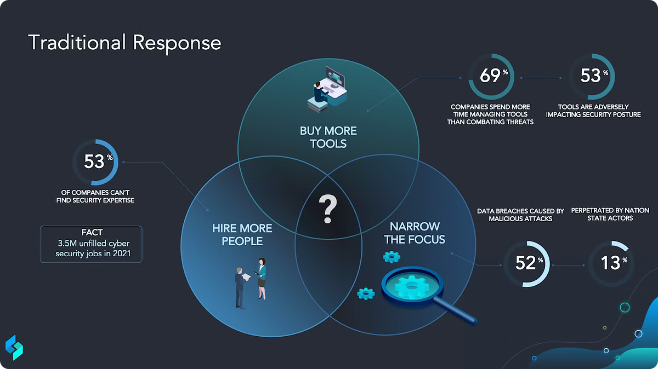 Traditional Response
69%
COMPANIES SPEND MORE
TIME MANAGING TOOLS
THAN COMBATING THREATS
53%
TOOLS ARE ADVERSELY
IMPACTING SECURITY POSTURE
BUY MORE
TOOLS
53%
OF COMPANIES CAN'T
FIND SECURITY EXPERTISE
FACT
3.5M unfilled cyber
security jobs in 2021
?
HIRE MORE
PEOPLE
NARROW
THE FOCUS
DATA BREACHES CAUSED BY
MALICIOUS ATTACKS
52%
PERPETRATED BY NATION
STATE ACTORS
13%